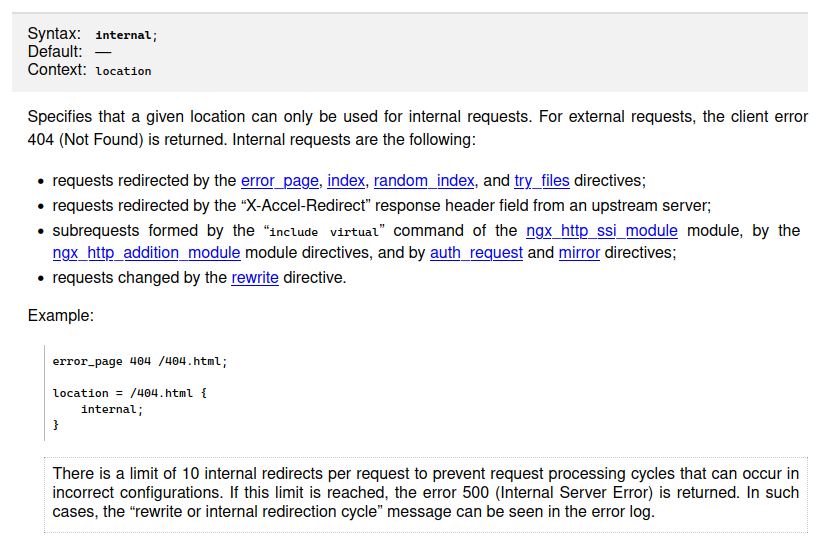 Syntax: internal;
Default: —
Context: location
Specifies that a given location can only be used for internal requests. For external requests, the client error
404 (Not Found) is returned. Internal requests are the following:
• requests redirected by the error_page, index, random_index, and try_files directives;
• requests redirected by the “X-Accel-Redirect” response header field from an upstream server;
• subrequests formed by the “include virtual” command of the ngx_http_ssi_module module, by the
ngx_http_addition_module module directives, and by auth_request and mirror directives;
• requests changed by the rewrite directive.
Example:
error_page 404 /404.html;
location = /404.html {
    internal;
}
There is a limit of 10 internal redirects per request to prevent request processing cycles that can occur in
incorrect configurations. If this limit is reached, the error 500 (Internal Server Error) is returned. In such
cases, the “rewrite or internal redirection cycle” message can be seen in the error log.